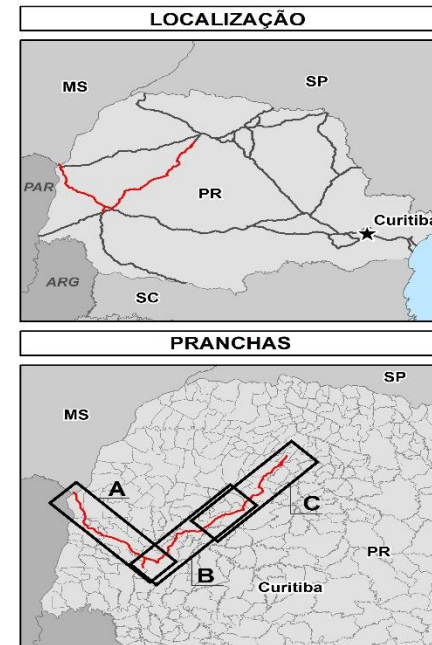 LOCALIZAÇÃO
MS
SP
PAR
PR
Curitiba
ARG
SC
PRANCHAS
SP
MS
A
C
PR
B
Curitiba